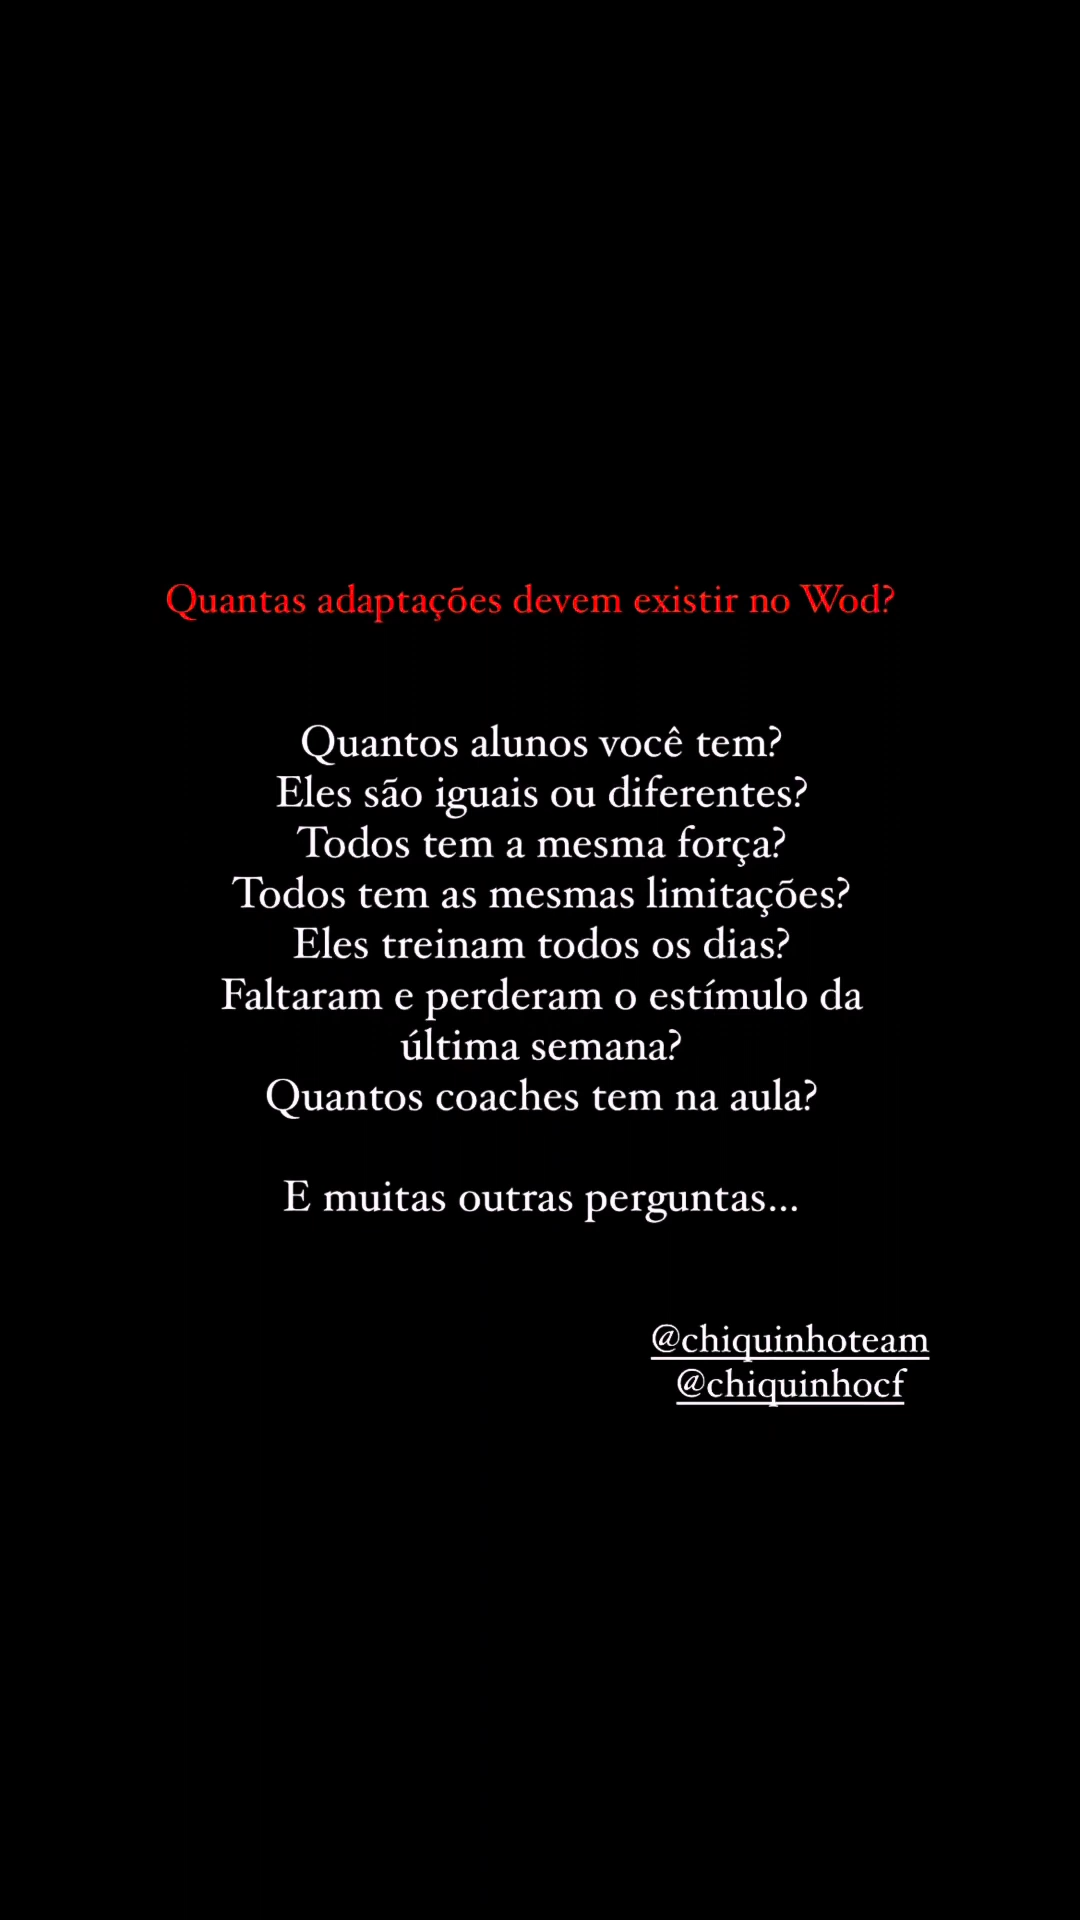 Quantas adaptações devem existir no Wod?
Quantos alunos você tem?
Eles são iguais ou diferentes?
Todos tem a mesma força?
Todos tem as mesmas limitações?
Eles treinam todos os dias?
Faltaram e perderam o estímulo da
última semana?
Quantos coaches tem na aula?
E muitas outras perguntas...
@chiquinhoteam
@chiquinhocf